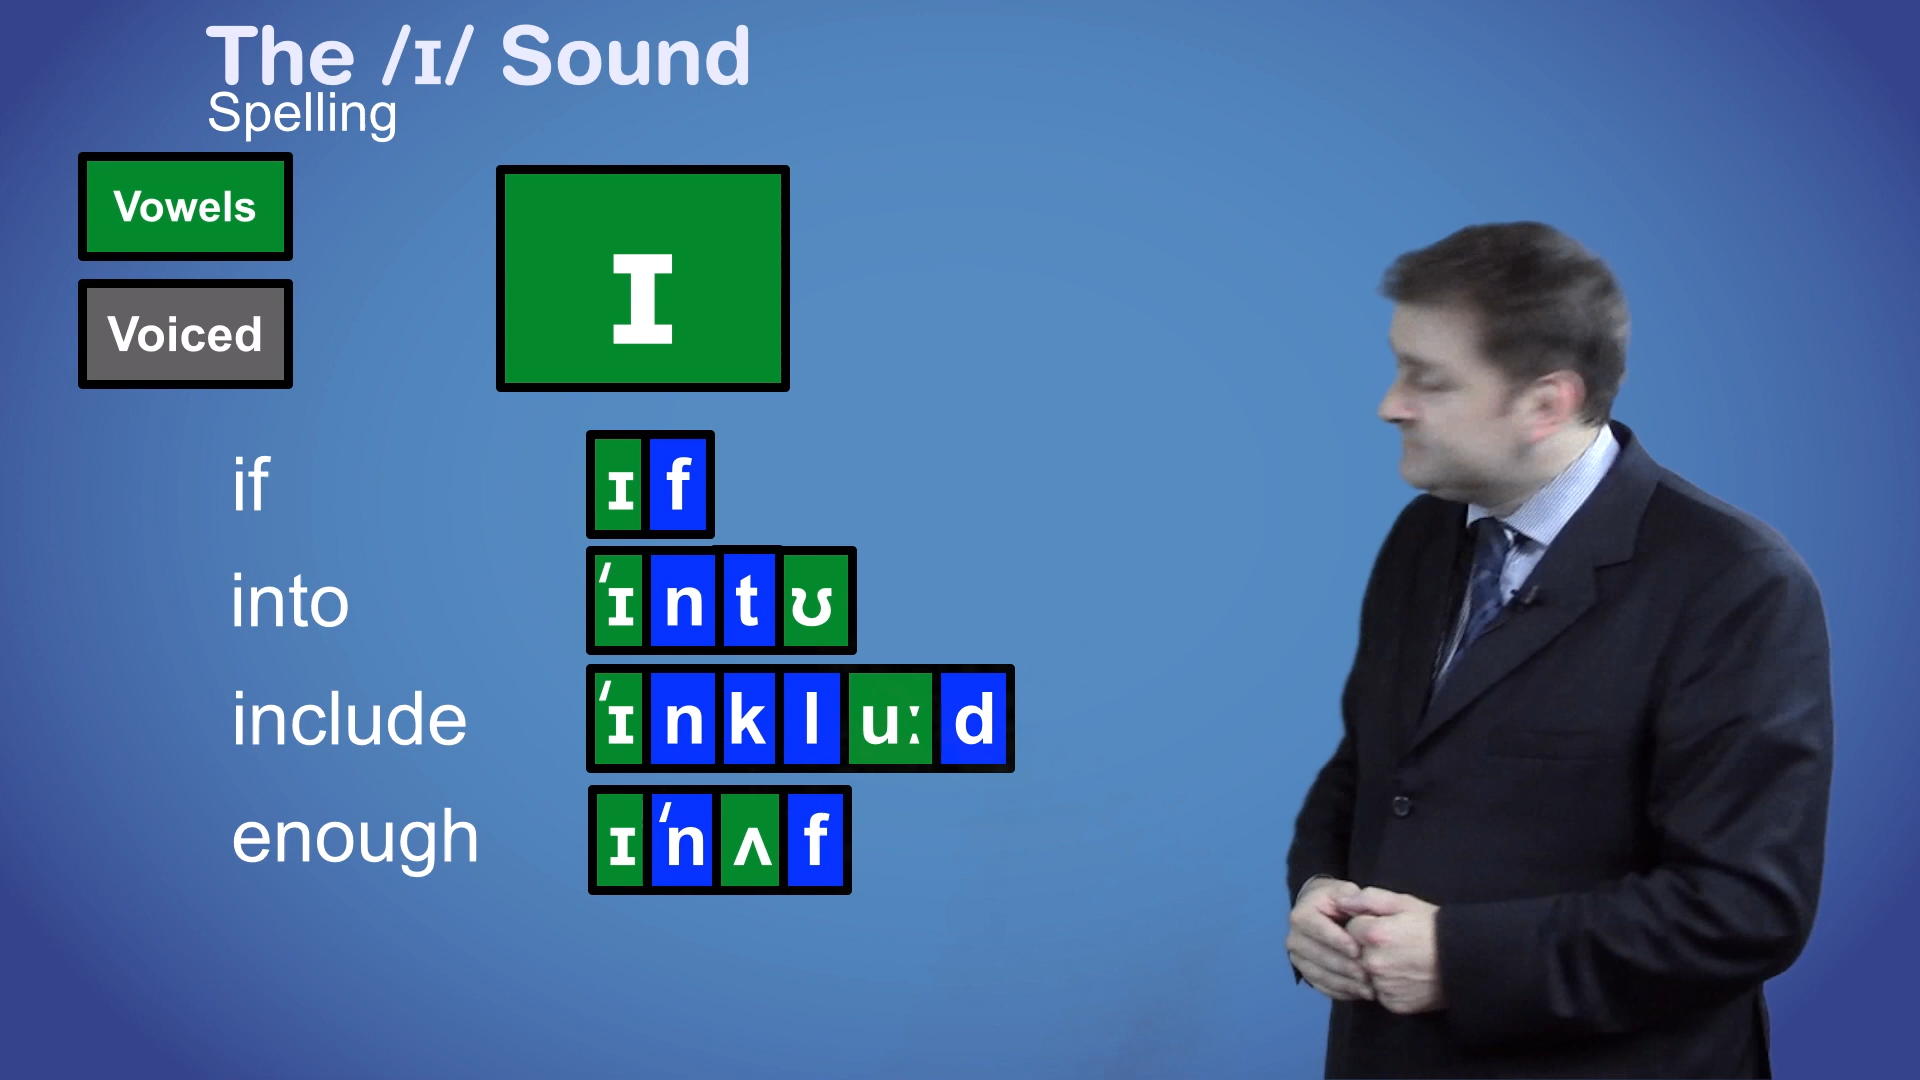 The /ɪ/ Sound
Spelling
Vowels
Voiced
ɪ
if ɪ f
into ˈɪ n t ʊ
include ˈɪ n k l uː d
enough ɪ ˈn ʌ f